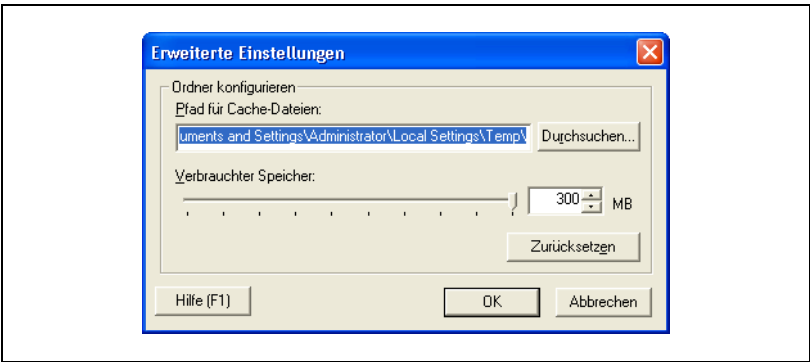 Erweiterte Einstellungen
Ordner konfigurieren
Pfad für Cache-Dateien:
uments and Settings\Administrator\Local Settings\Temp\
Durchsuchen...
Verbrauchter Speicher:
300 MB
Zurücksetzen
Hilfe (F1) OK Abbrechen